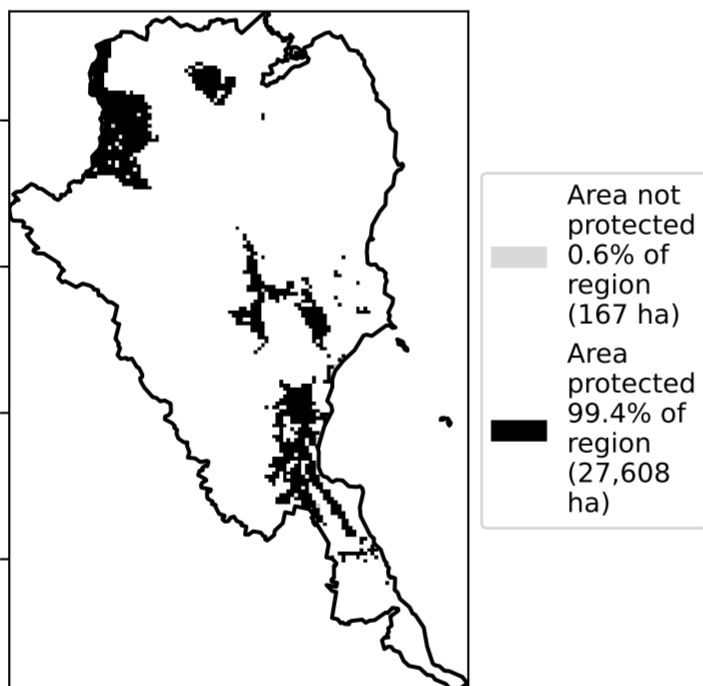 Area not
protected
0.6% of
region
(167 ha)
Area
protected
99.4% of
region
(27,608
ha)